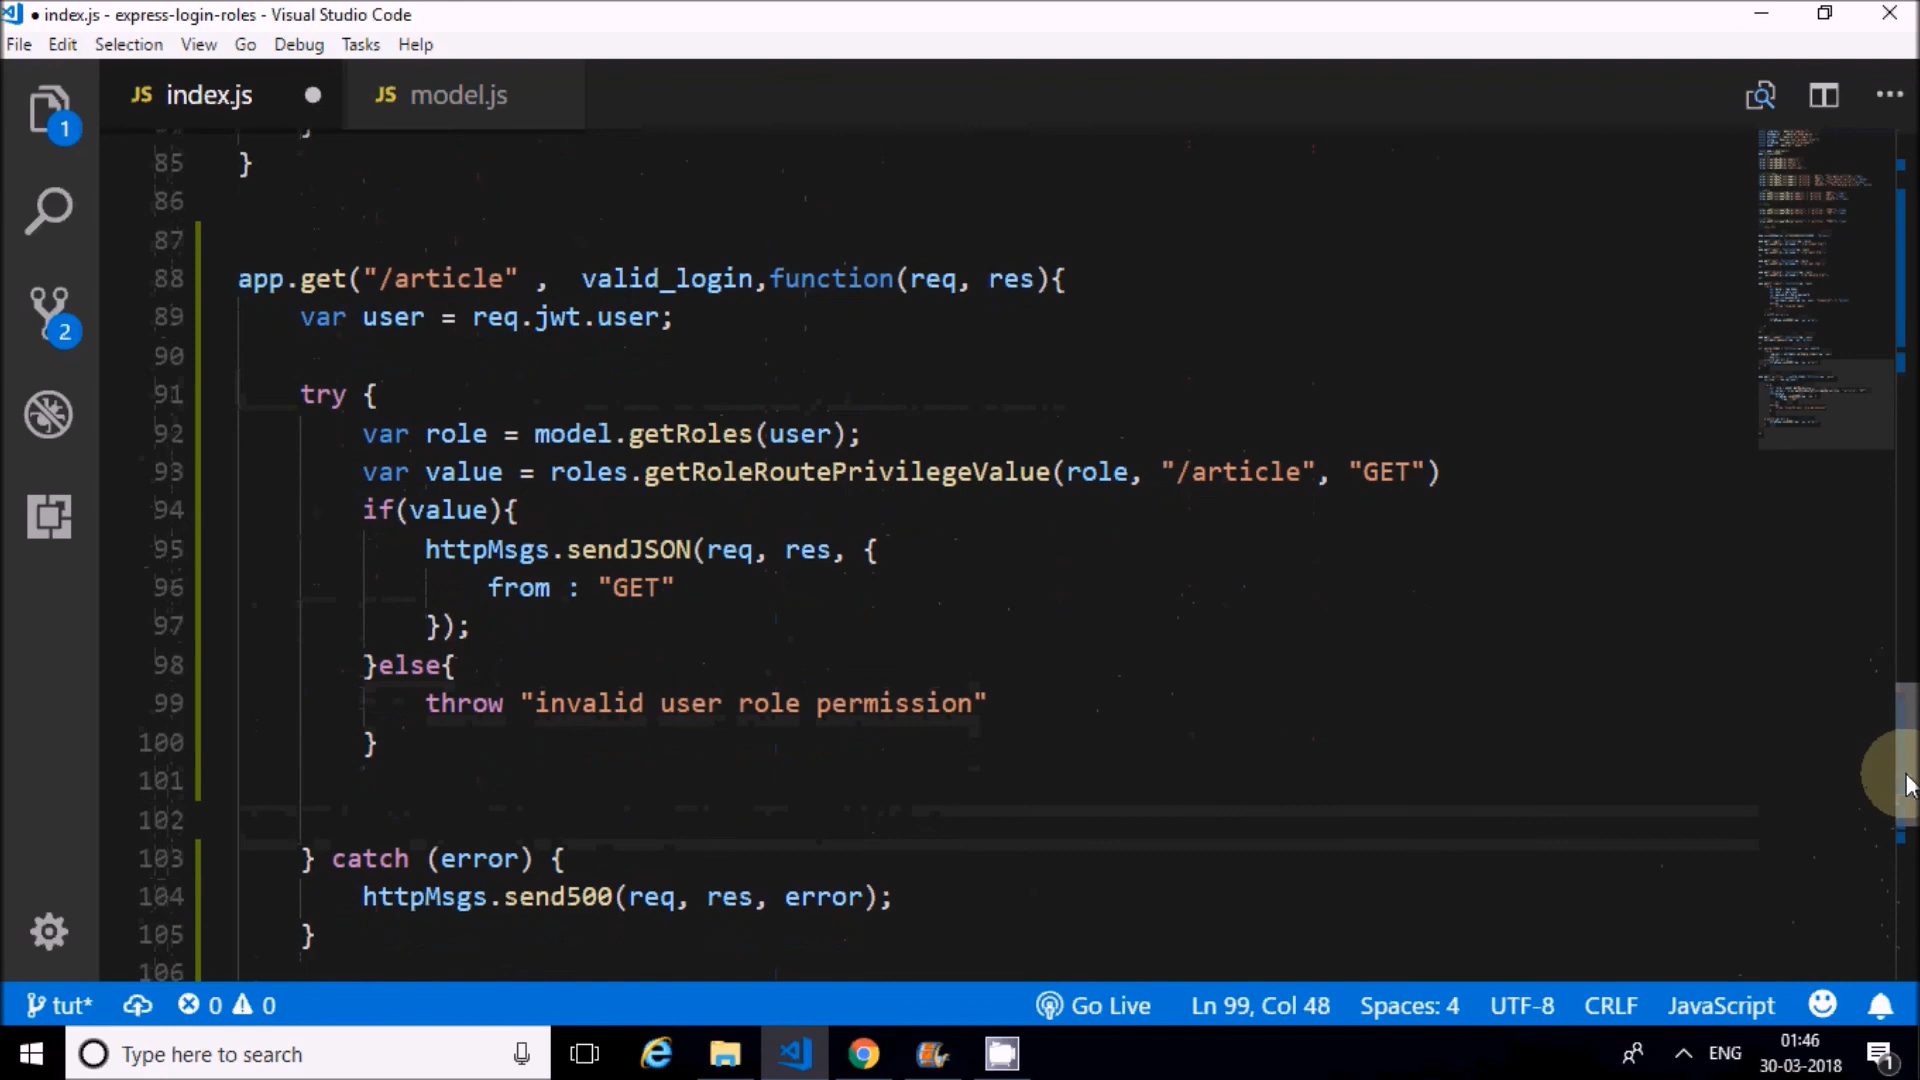 ● index.js - express-login-roles - Visual Studio Code
File Edit Selection View Go Debug Tasks Help
JS index.js ● JS model.js
1
85 }
86
87
88 app.get("/article" ,  valid_login,function(req, res){
89 var user = req.jwt.user;
90
91 try {
92 var role = model.getRoles(user);
93 var value = roles.getRoleRoutePrivilegeValue(role, "/article", "GET")
94 if(value){
95 httpMsgs.sendJSON(req, res, {
96 from : "GET"
97 });
98 }else{
99 throw "invalid user role permission"
100 }
101
102
103 } catch (error) {
104 httpMsgs.send500(req, res, error);
105 }
106
2
tut* 0 0 Go Live Ln 99, Col 48 Spaces: 4 UTF-8 CRLF JavaScript
Type here to search ENG 01:46
30-03-2018 1